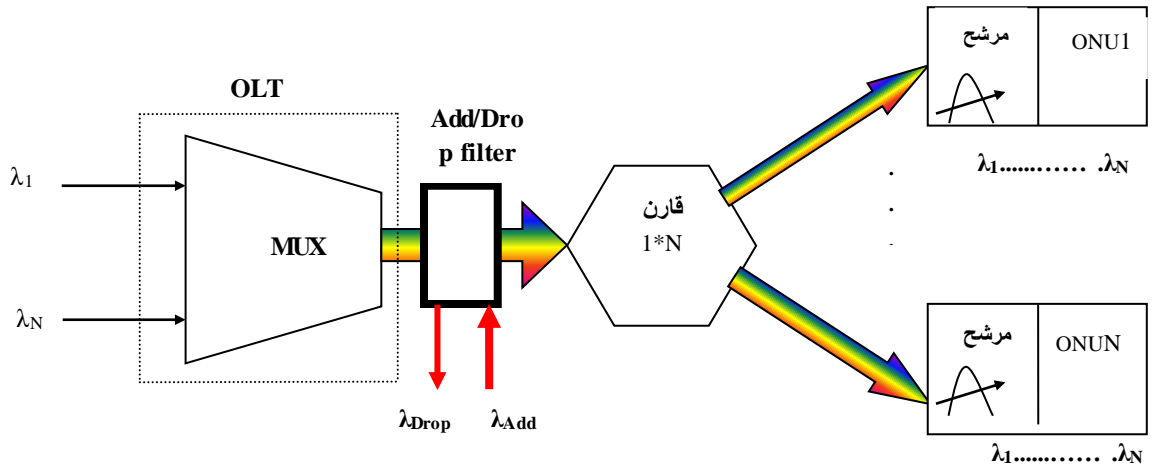 OLT
λ1
λN
MUX
Add/Dro
p filter
λDrop
λAdd
قارن
1*N
مرشح
ONU1
λ1.......…… .λN
.
.
.
مرشح
ONUN
λ1.......…… .λN